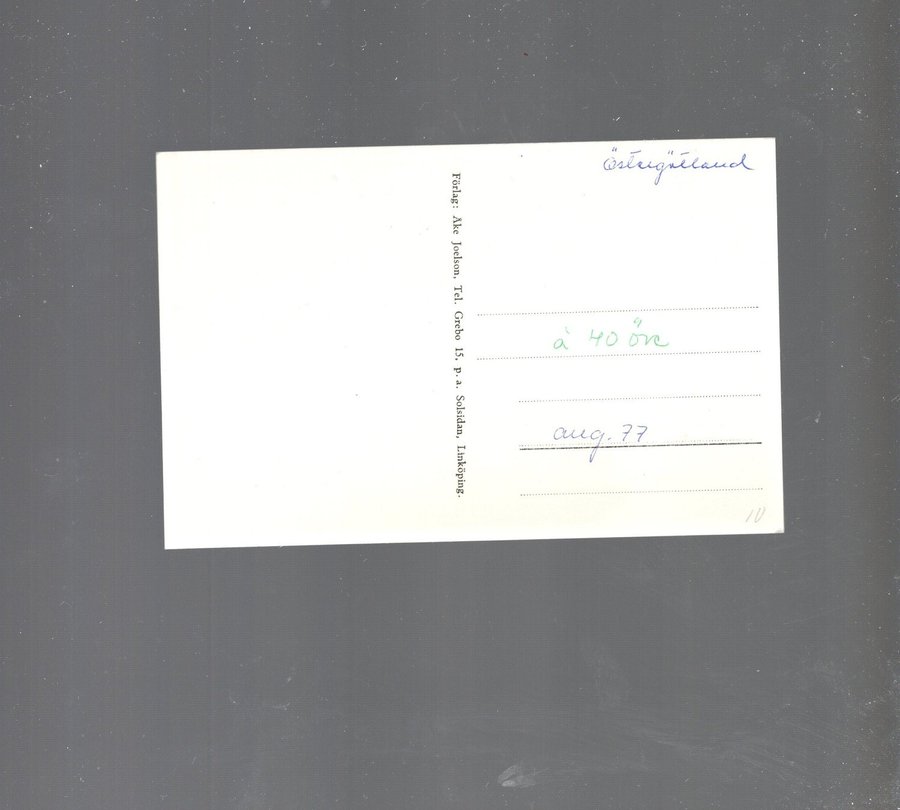 Östergötland
Förlag: Åke Joelson, Tel. Grebo 15, p. a. Solsidan, Linköping.
à 40 öre
aug. 77
10